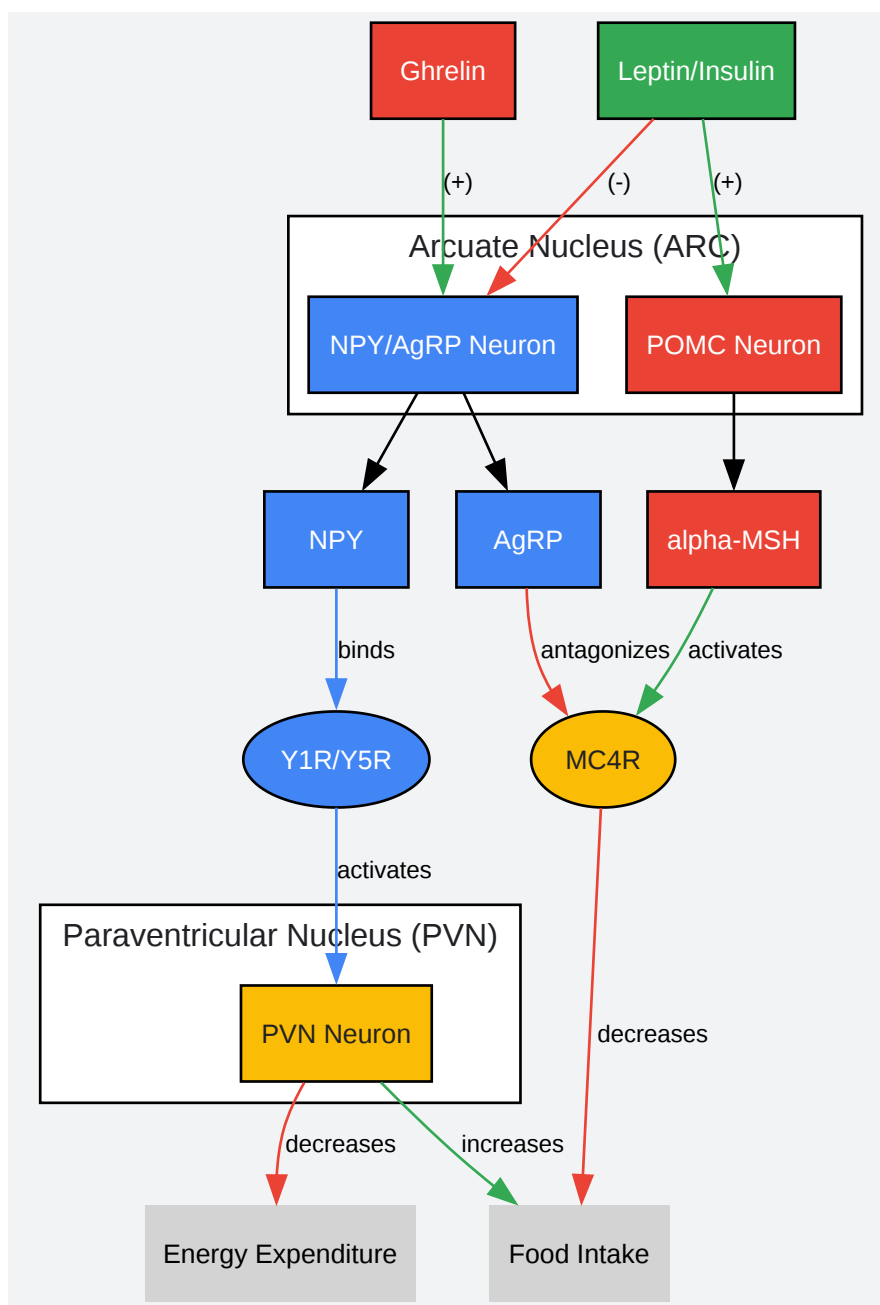 Ghrelin
Leptin/Insulin
(+)
(-)
(+)
Arcuate Nucleus (ARC)
NPY/AgRP Neuron
POMC Neuron
NPY
AgRP
alpha-MSH
binds
antagonizes
activates
Y1R/Y5R
MC4R
activates
Paraventricular Nucleus (PVN)
PVN Neuron
decreases
decreases
increases
Energy Expenditure
Food Intake